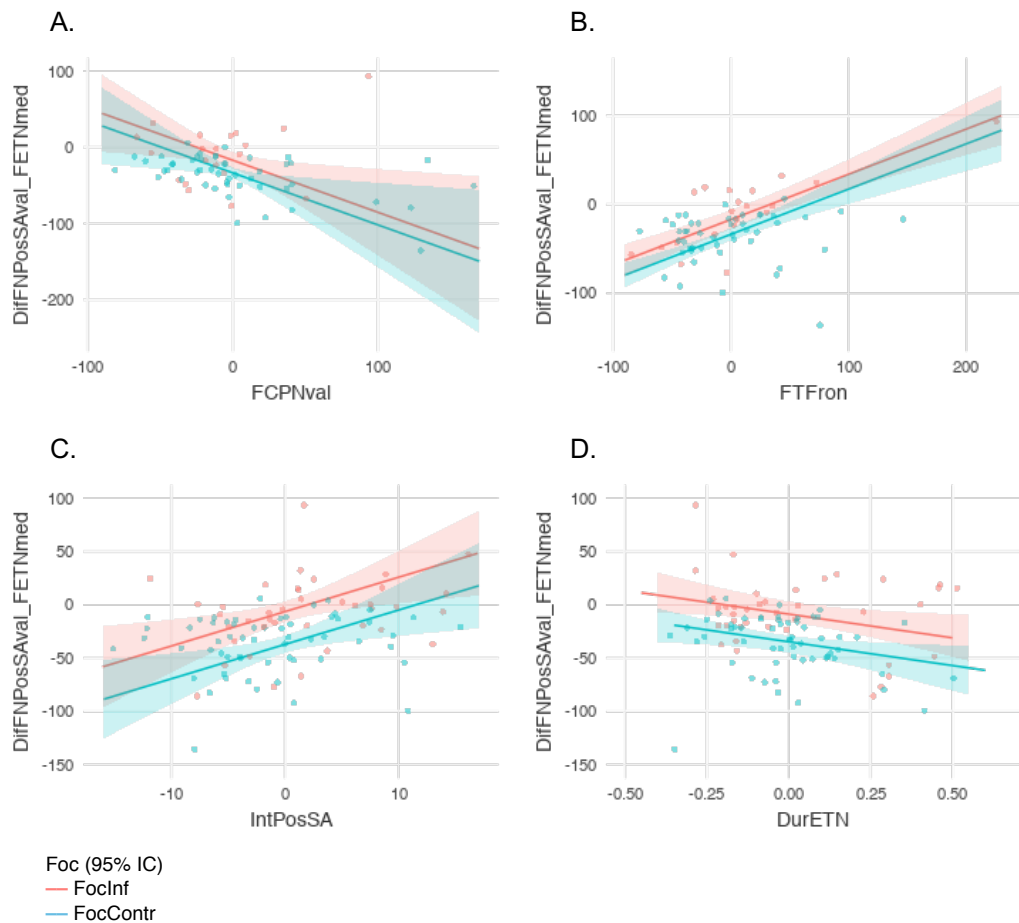 A.
B.
100
0
-100
-200
DifFNPosSAval_FETNmed
-100
0
100
FCPNval
100
0
-100
DifFNPosSAval_FETNmed
-100
0
100
200
FTFron
C.
D.
100
50
0
-50
-100
-150
DifFNPosSAval_FETNmed
-10
0
10
IntPosSA
100
50
0
-50
-100
-150
DifFNPosSAval_FETNmed
-0.50
-0.25
0.00
0.25
0.50
DurETN
Foc (95% IC)
FocInf
FocContr